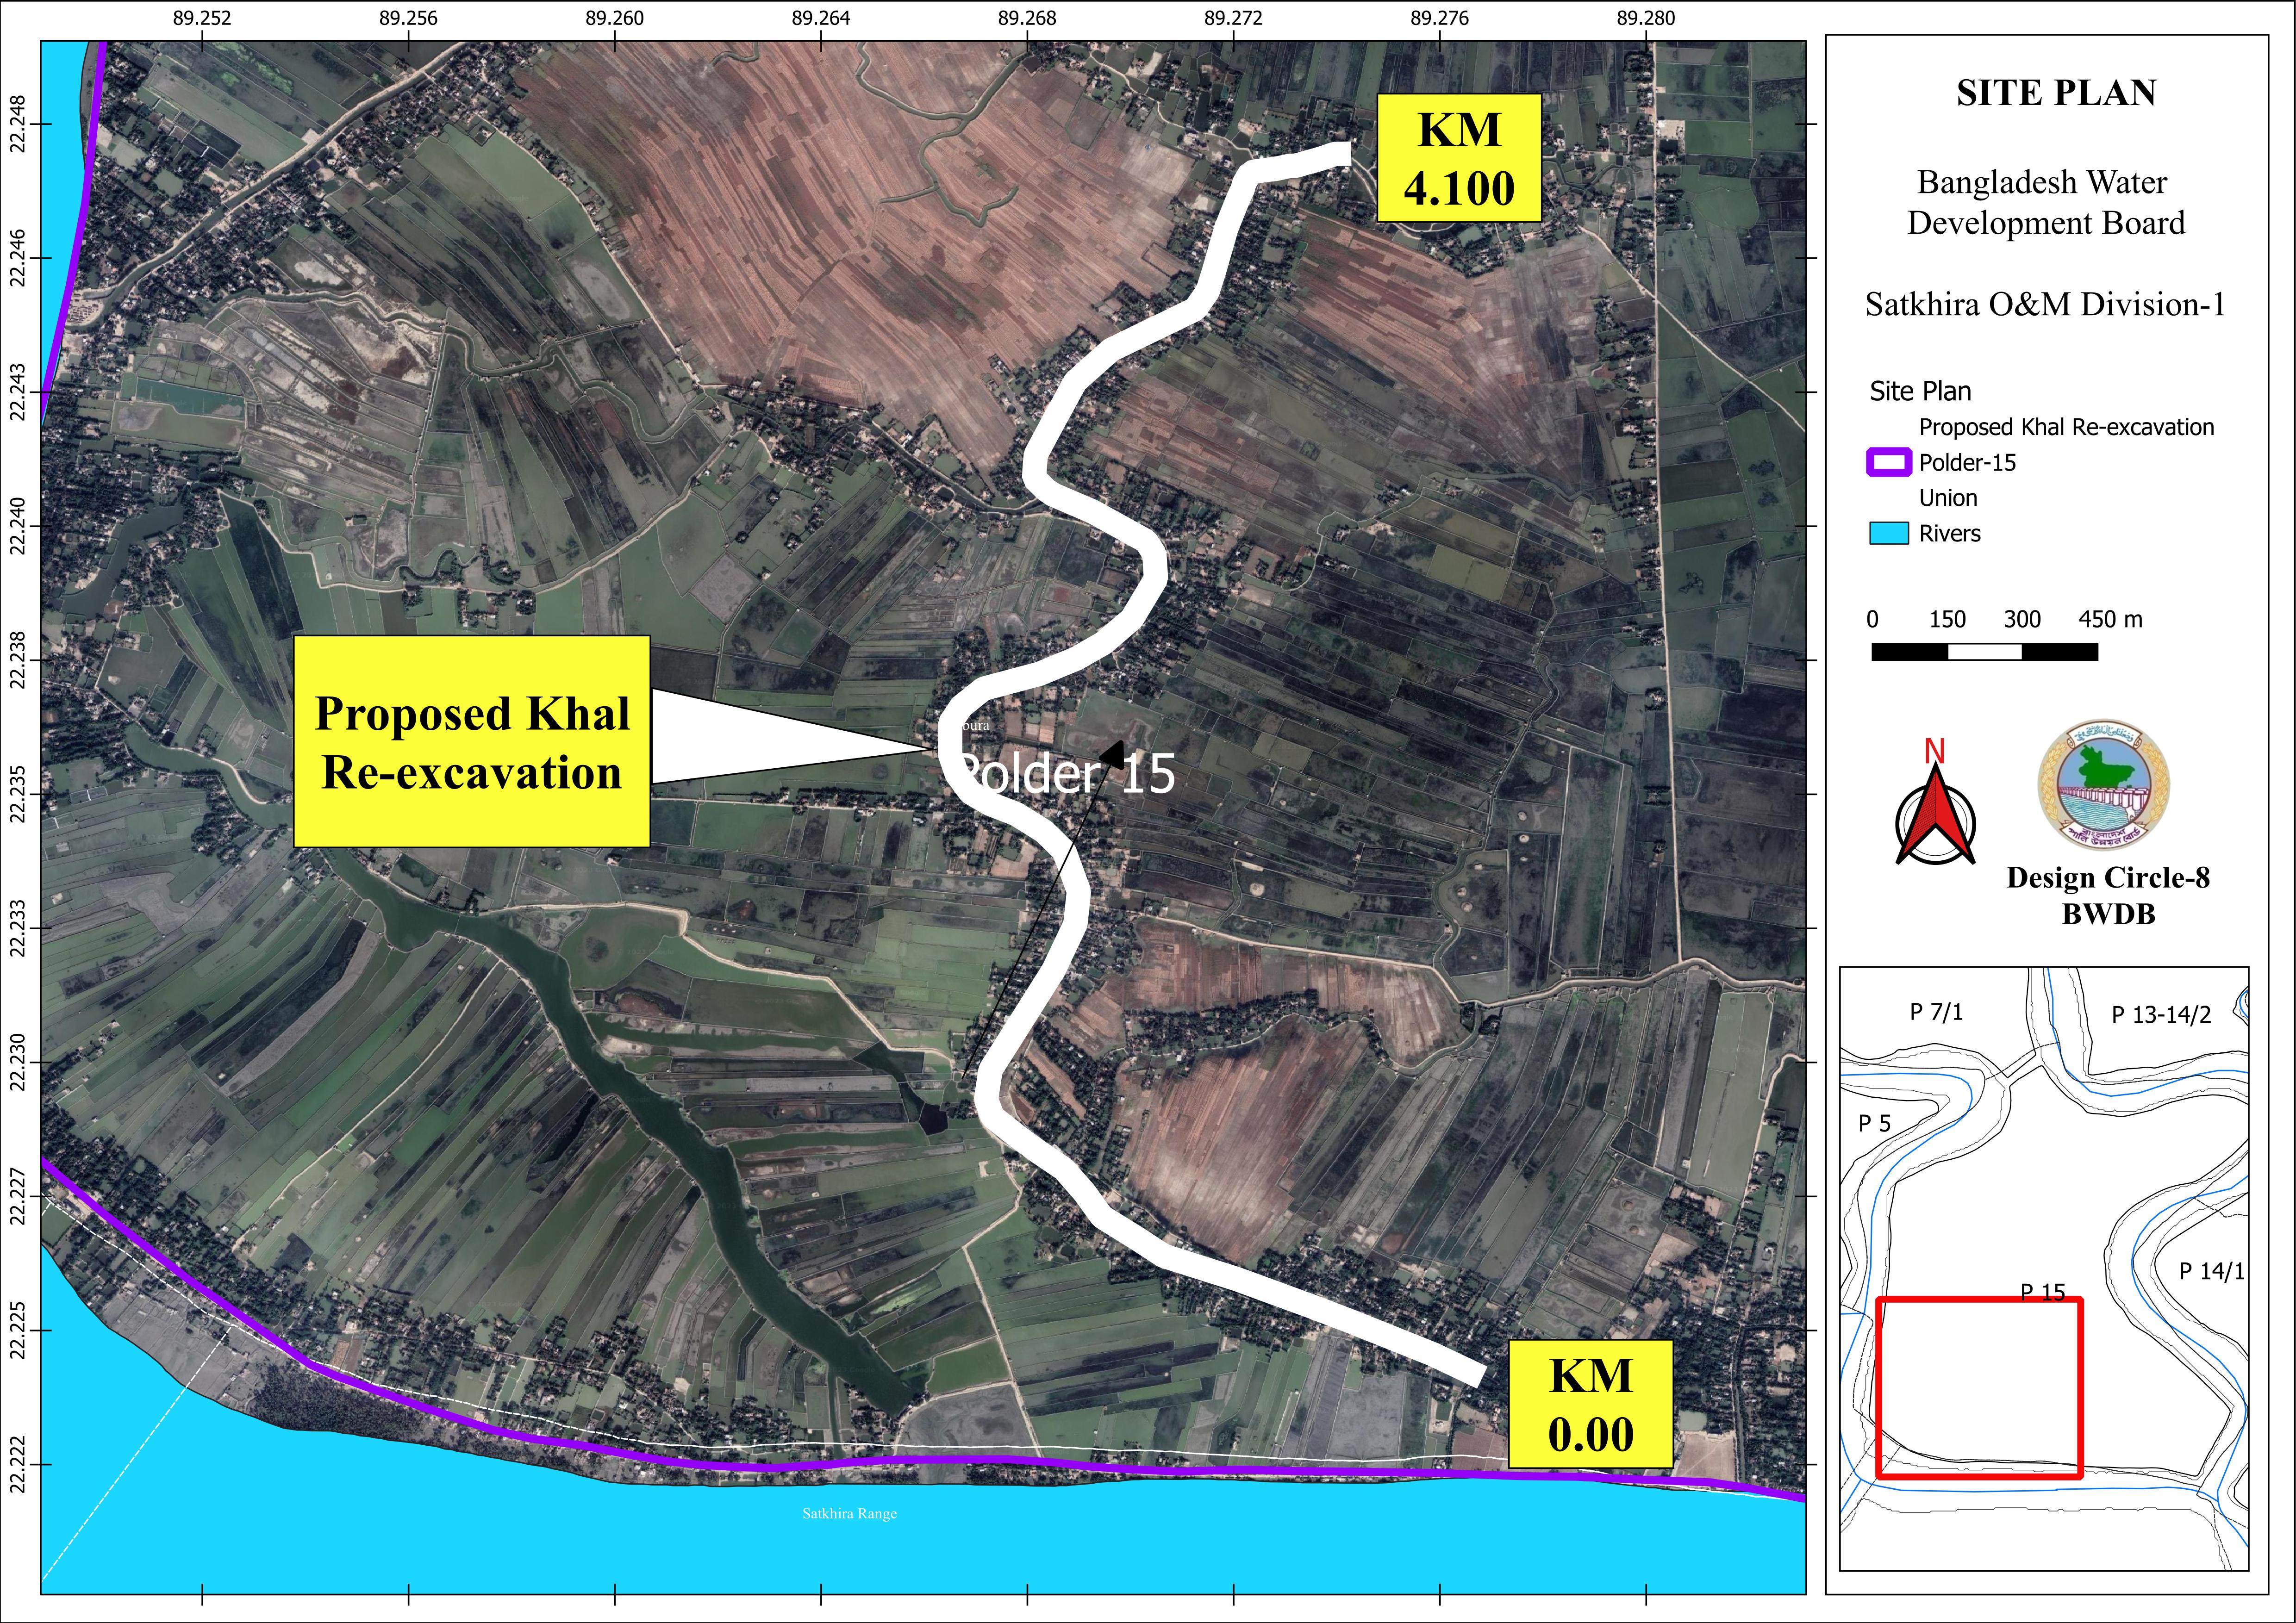 89.252 89.256 89.260 89.264 89.268 89.272 89.276 89.280
22.248
22.246
22.243
22.240
22.238
22.235
22.233
22.230
22.227
22.225
22.222
KM
4.100
Proposed Khal
Re-excavation
Polder 15
KM
0.00
Satkhira Range
SITE PLAN
Bangladesh Water
Development Board
Satkhira O&M Division-1
Site Plan
Proposed Khal Re-excavation
Polder-15
Union
Rivers
0 150 300 450 m
N
বাংলাদেশ
পানি উন্নয়ন বোর্ড
Design Circle-8
BWDB
P 7/1
P 13-14/2
P 5
P 14/1
P 15